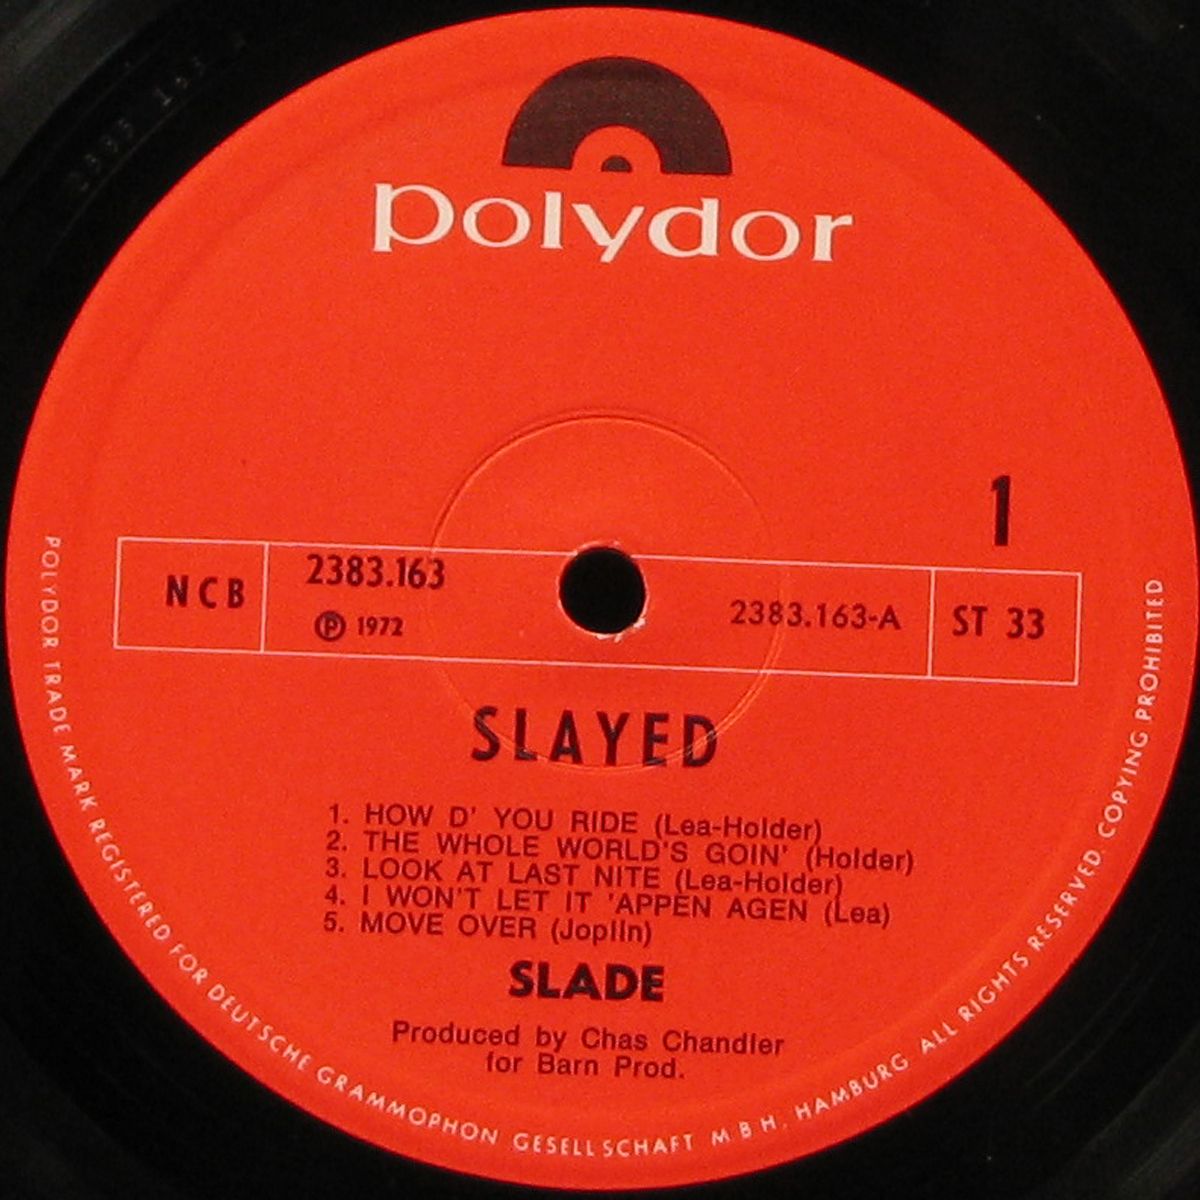 polydor
1
NCB
2383.163
Ⓟ 1972
2383.163-A
ST 33
SLAYED
1. HOW D' YOU RIDE (Lea-Holder)
2. THE WHOLE WORLD'S GOIN' (Holder)
3. LOOK AT LAST NITE (Lea-Holder)
4. I WON'T LET IT 'APPEN AGEN (Lea)
5. MOVE OVER (Joplin)
SLADE
Produced by Chas Chandler
for Barn Prod.
POLYDOR TRADE MARK REGISTERED FOR DEUTSCHE GRAMMOPHON GESELLSCHAFT MBH, HAMBURG ALL RIGHTS RESERVED. COPYING PROHIBITED